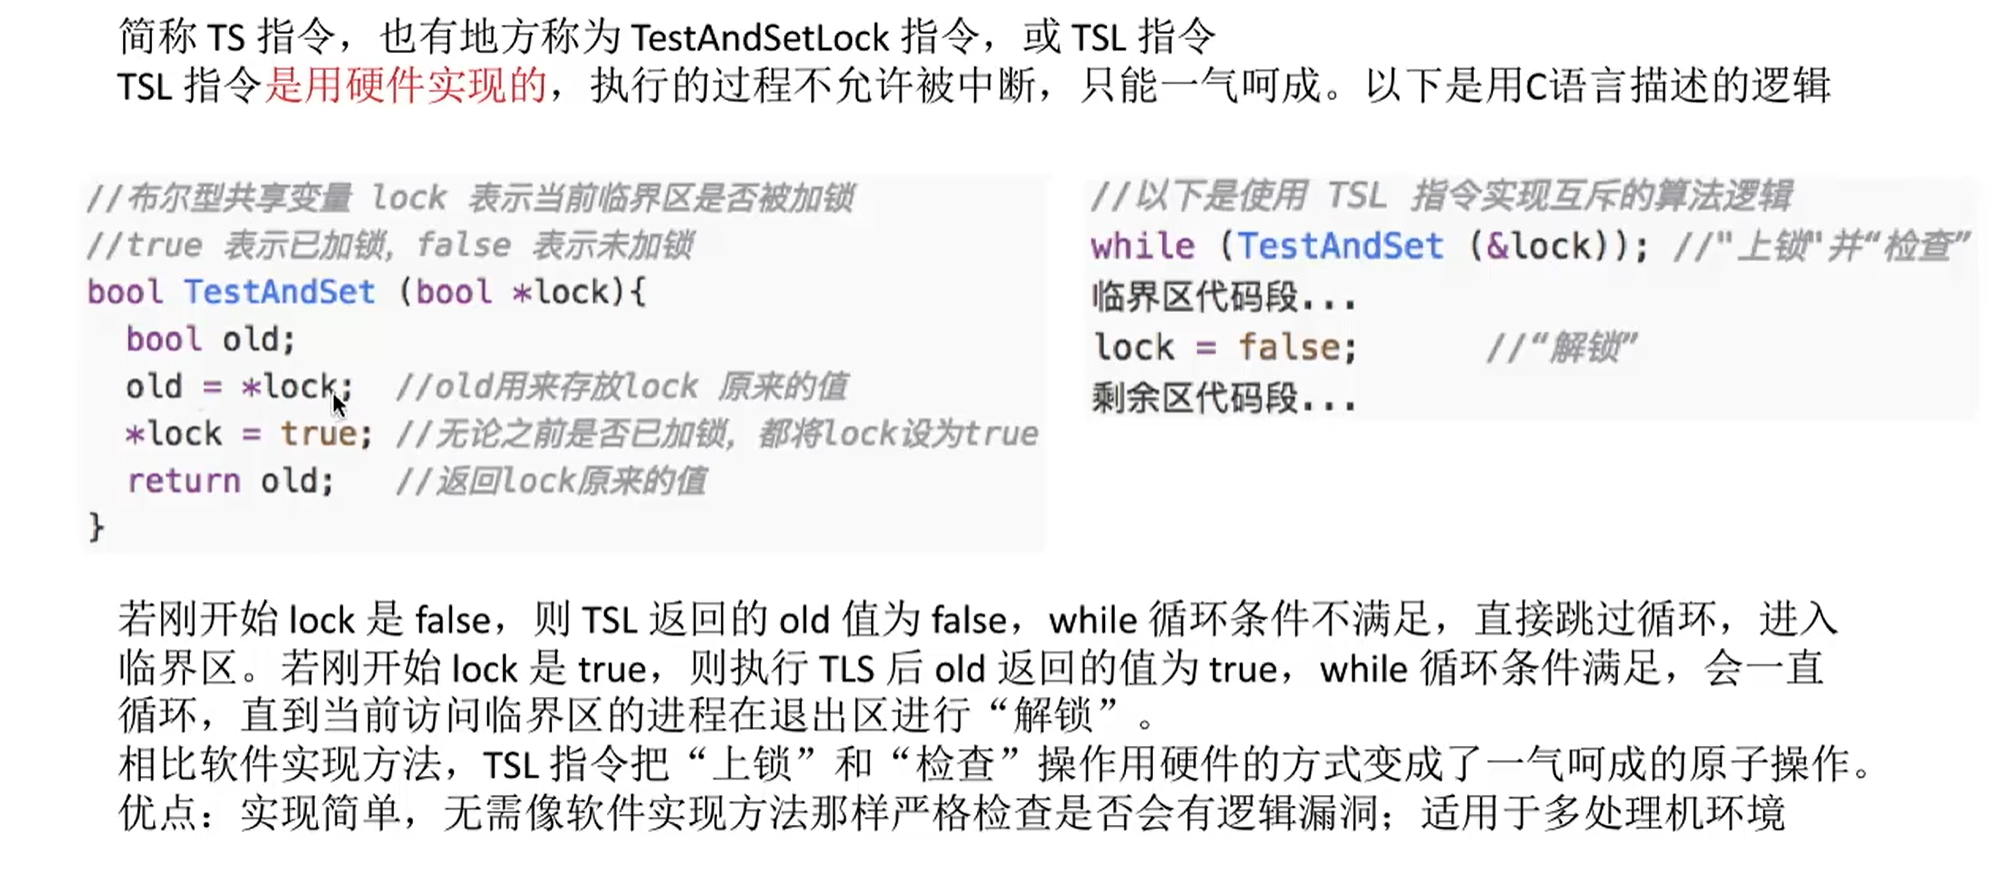 简称 TS 指令，也有地方称为 TestAndSetLock 指令，或 TSL 指令
TSL 指令是用硬件实现的，执行的过程不允许被中断，只能一气呵成。以下是用C语言描述的逻辑
//布尔型共享变量 lock 表示当前临界区是否被加锁
//true 表示已加锁，false 表示未加锁
bool TestAndSet (bool *lock){
bool old;
old = *lock; //old用来存放lock 原来的值
*lock = true; //无论之前是否已加锁，都将lock设为true
return old; //返回lock原来的值
}
//以下是使用 TSL 指令实现互斥的算法逻辑
while (TestAndSet (&lock)); //"上锁"并“检查”
临界区代码段...
lock = false; //“解锁”
剩余区代码段...
若刚开始 lock 是 false，则 TSL 返回的 old 值为 false，while 循环条件不满足，直接跳过循环，进入
临界区。若刚开始 lock 是 true，则执行 TLS 后 old 返回的值为 true，while 循环条件满足，会一直
循环，直到当前访问临界区的进程在退出区进行“解锁”。
相比软件实现方法，TSL 指令把“上锁”和“检查”操作用硬件的方式变成了一气呵成的原子操作。
优点：实现简单，无需像软件实现方法那样严格检查是否会有逻辑漏洞；适用于多处理机环境